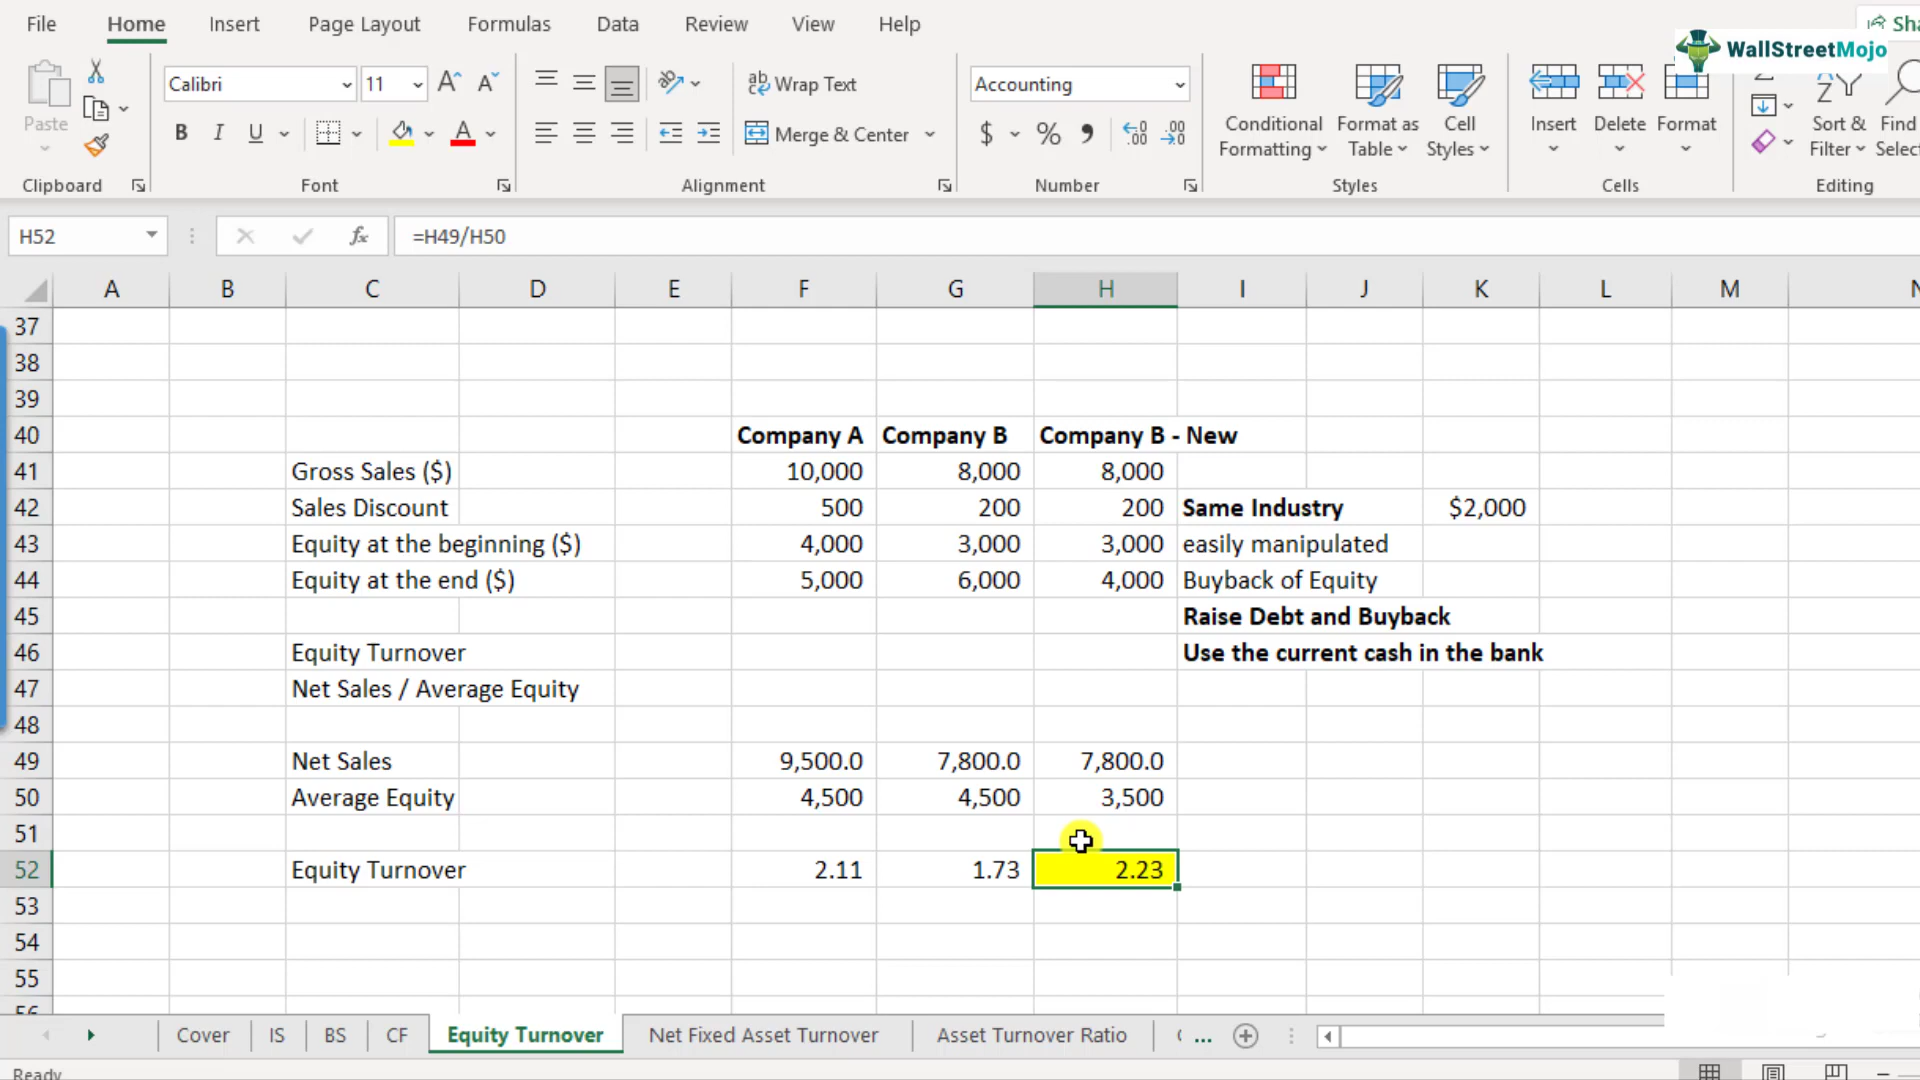 File Home Insert Page Layout Formulas Data Review View Help
WallStreetMojo
Calibri 11 Wrap Text Accounting
Paste
B I U Merge & Center $ %
Conditional Formatting Format as Table Cell Styles Insert Delete Format Sort & Filter
Clipboard Font Alignment Number Styles Cells Editing
H52 fx =H49/H50
A B C D E F G H I J K L M N
37
38
39
40 Company A Company B Company B - New
41 Gross Sales ($) 10,000 8,000 8,000
42 Sales Discount 500 200 200 Same Industry $2,000
43 Equity at the beginning ($) 4,000 3,000 3,000 easily manipulated
44 Equity at the end ($) 5,000 6,000 4,000 Buyback of Equity
45 Raise Debt and Buyback
46 Equity Turnover Use the current cash in the bank
47 Net Sales / Average Equity
48
49 Net Sales 9,500.0 7,800.0 7,800.0
50 Average Equity 4,500 4,500 3,500
51
52 Equity Turnover 2.11 1.73 2.23
53
54
55
Cover IS BS CF Equity Turnover Net Fixed Asset Turnover Asset Turnover Ratio ...
Ready